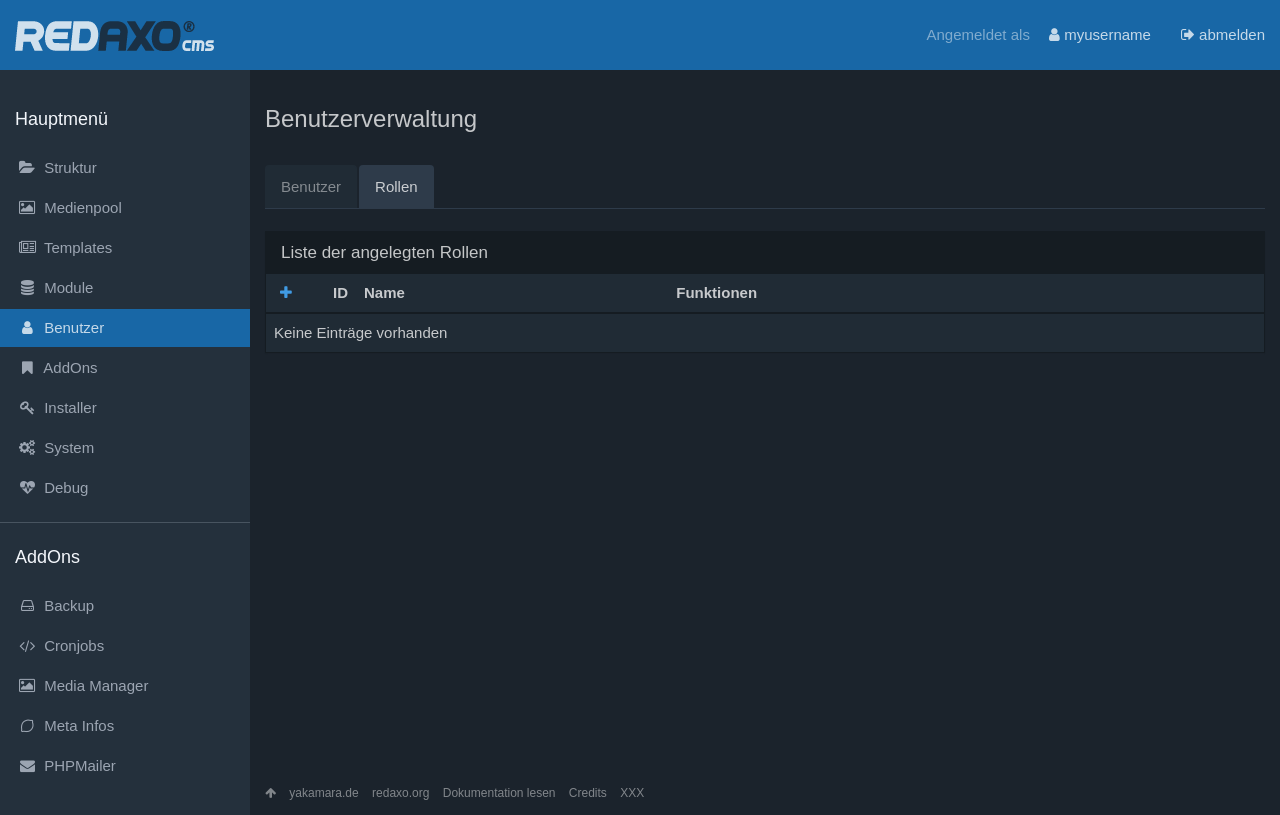 REDAXO® cms
Angemeldet als myusername abmelden
Hauptmenü
Struktur
Medienpool
Templates
Module
Benutzer
AddOns
Installer
System
Debug
AddOns
Backup
Cronjobs
Media Manager
Meta Infos
PHPMailer
Benutzerverwaltung
Benutzer Rollen
Liste der angelegten Rollen
ID Name Funktionen
Keine Einträge vorhanden
yakamara.de redaxo.org Dokumentation lesen Credits XXX